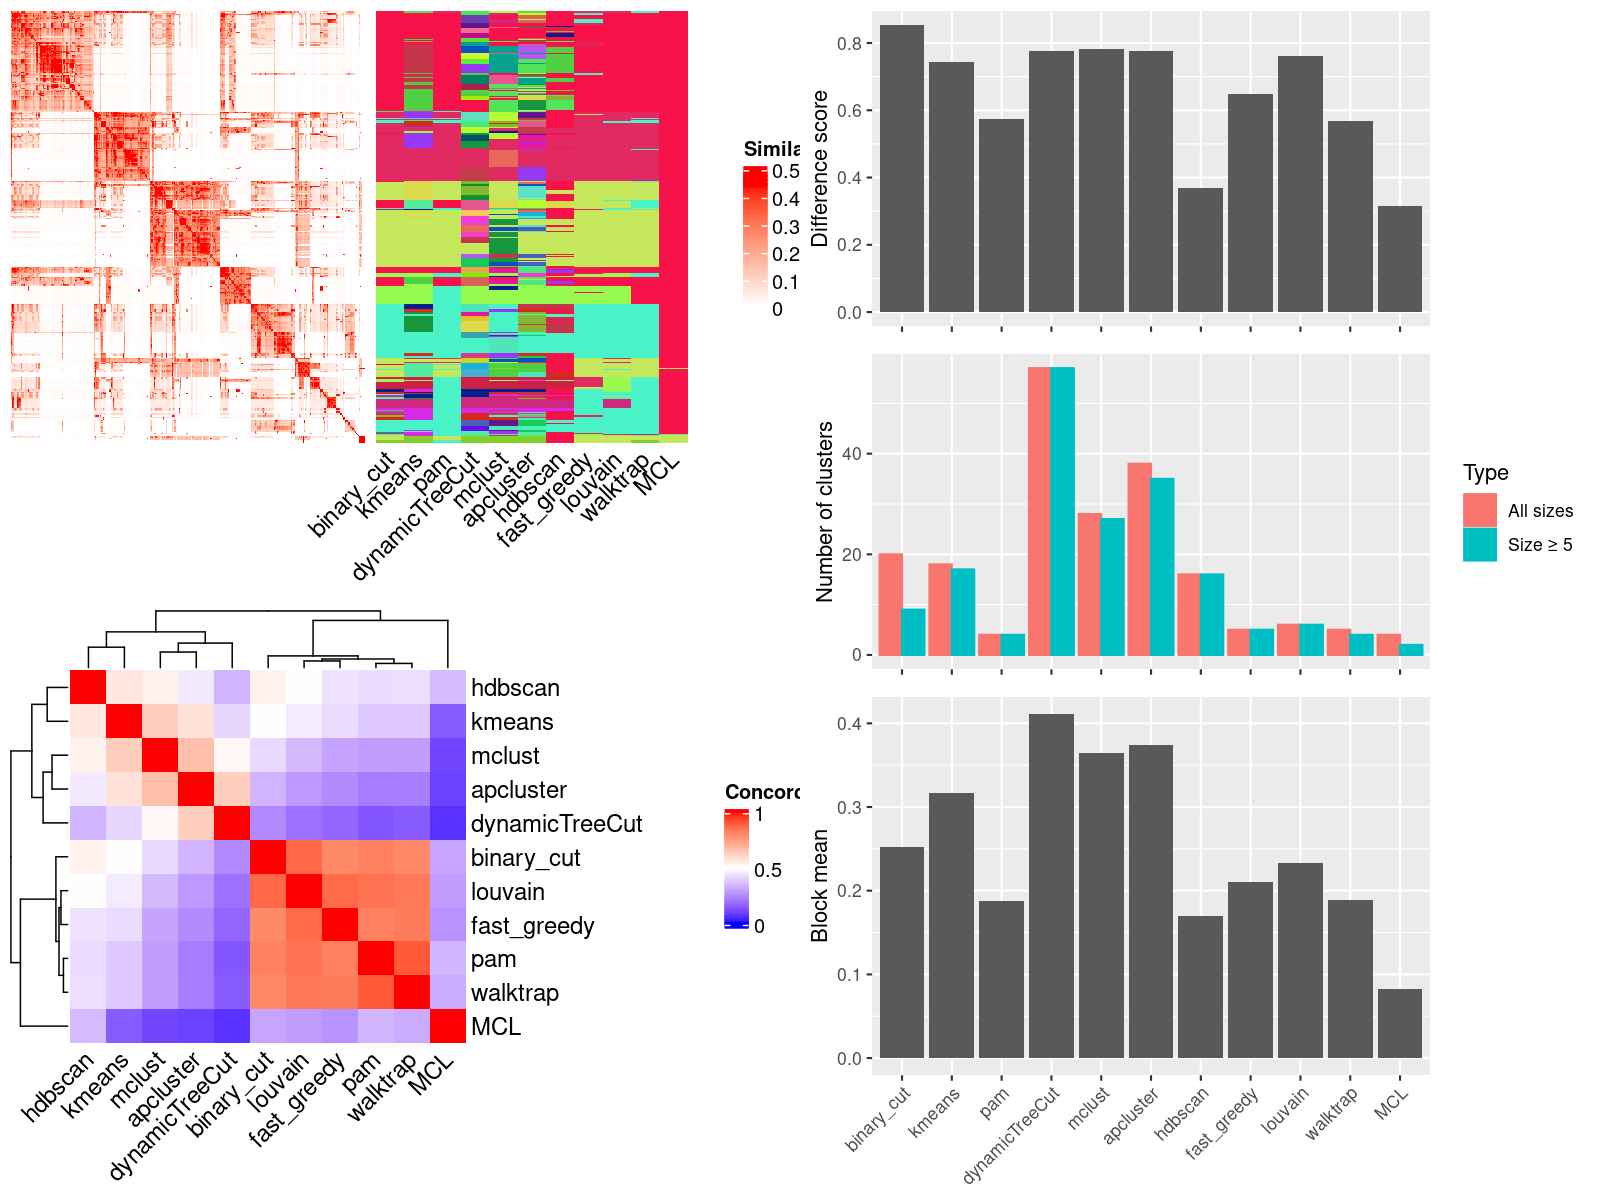 Simila
0.5
0.4
0.3
0.2
0.1
0
binary_cut
kmeans
pam
dynamicTreeCut
mclust
apcluster
hdbscan
fast_greedy
louvain
walktrap
MCL
hdbscan
kmeans
mclust
apcluster
dynamicTreeCut
binary_cut
louvain
fast_greedy
pam
walktrap
MCL
hdbscan
kmeans
mclust
apcluster
dynamicTreeCut
binary_cut
louvain
fast_greedy
pam
walktrap
MCL
Concord
1
0.5
0
Difference score
0.8
0.6
0.4
0.2
0.0
Number of clusters
40
20
0
Type
All sizes
Size ≥ 5
Block mean
0.4
0.3
0.2
0.1
0.0
binary_cut
kmeans
pam
dynamicTreeCut
mclust
apcluster
hdbscan
fast_greedy
louvain
walktrap
MCL